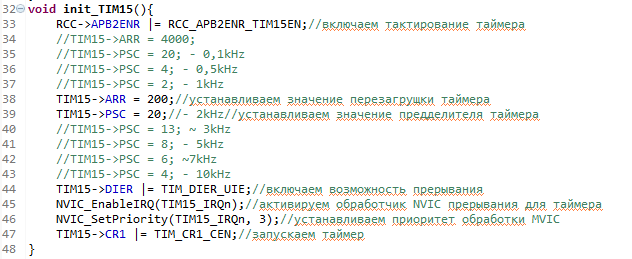 32 void init_TIM15(){
33 RCC->APB2ENR |= RCC_APB2ENR_TIM15EN;//включаем тактирование таймера
34 //TIM15->ARR = 4000;
35 //TIM15->PSC = 20; - 0,1kHz
36 //TIM15->PSC = 4; - 0,5kHz
37 //TIM15->PSC = 2; - 1kHz
38 TIM15->ARR = 200;//устанавливаем значение перезагрущки таймера
39 TIM15->PSC = 20;//- 2kHz//устанавливаем значение предделителя таймера
40 //TIM15->PSC = 13; ~ 3kHz
41 //TIM15->PSC = 8; - 5kHz
42 //TIM15->PSC = 6; ~7kHz
43 //TIM15->PSC = 4; - 10kHz
44 TIM15->DIER |= TIM_DIER_UIE;//включаем возможность прерывания
45 NVIC_EnableIRQ(TIM15_IRQn);//активируем обработчик NVIC прерывания для таймера
46 NVIC_SetPriority(TIM15_IRQn, 3);//устанавливаем приоритет обработки MVIC
47 TIM15->CR1 |= TIM_CR1_CEN;//запускаем таймер
48 }